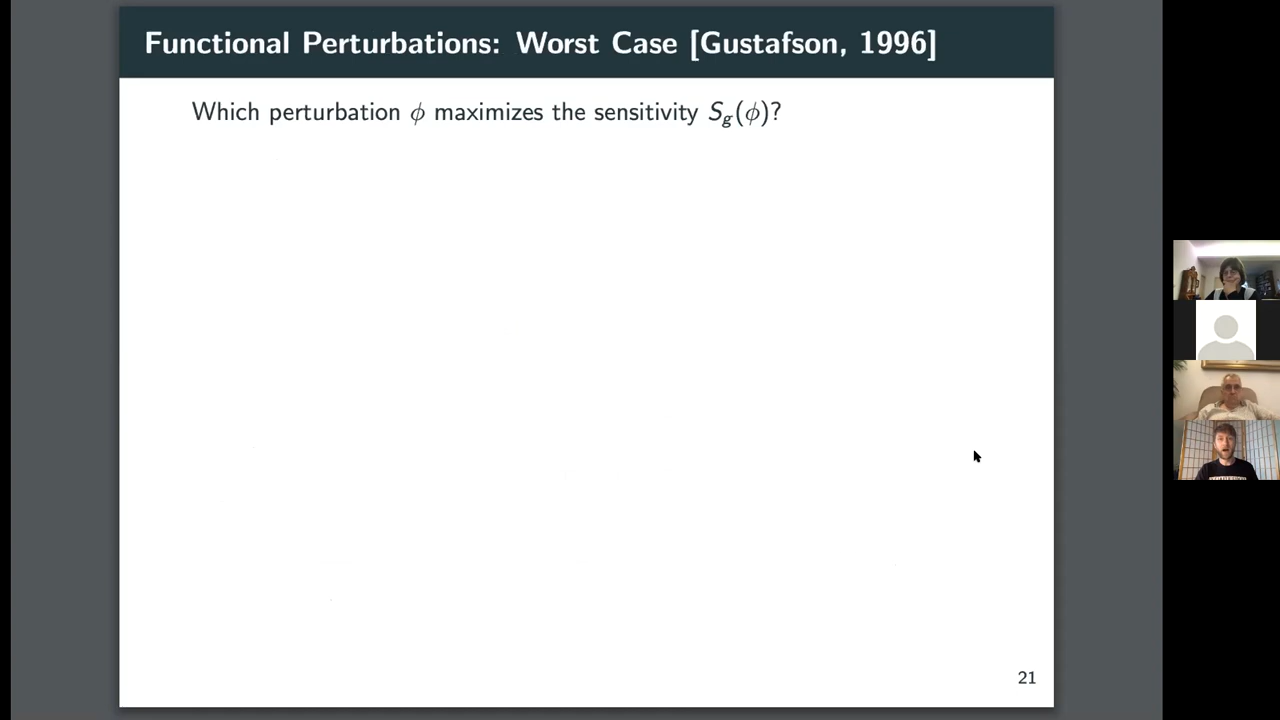 Functional Perturbations: Worst Case [Gustafson, 1996]
Which perturbation ϕ maximizes the sensitivity S_g(ϕ)?
21